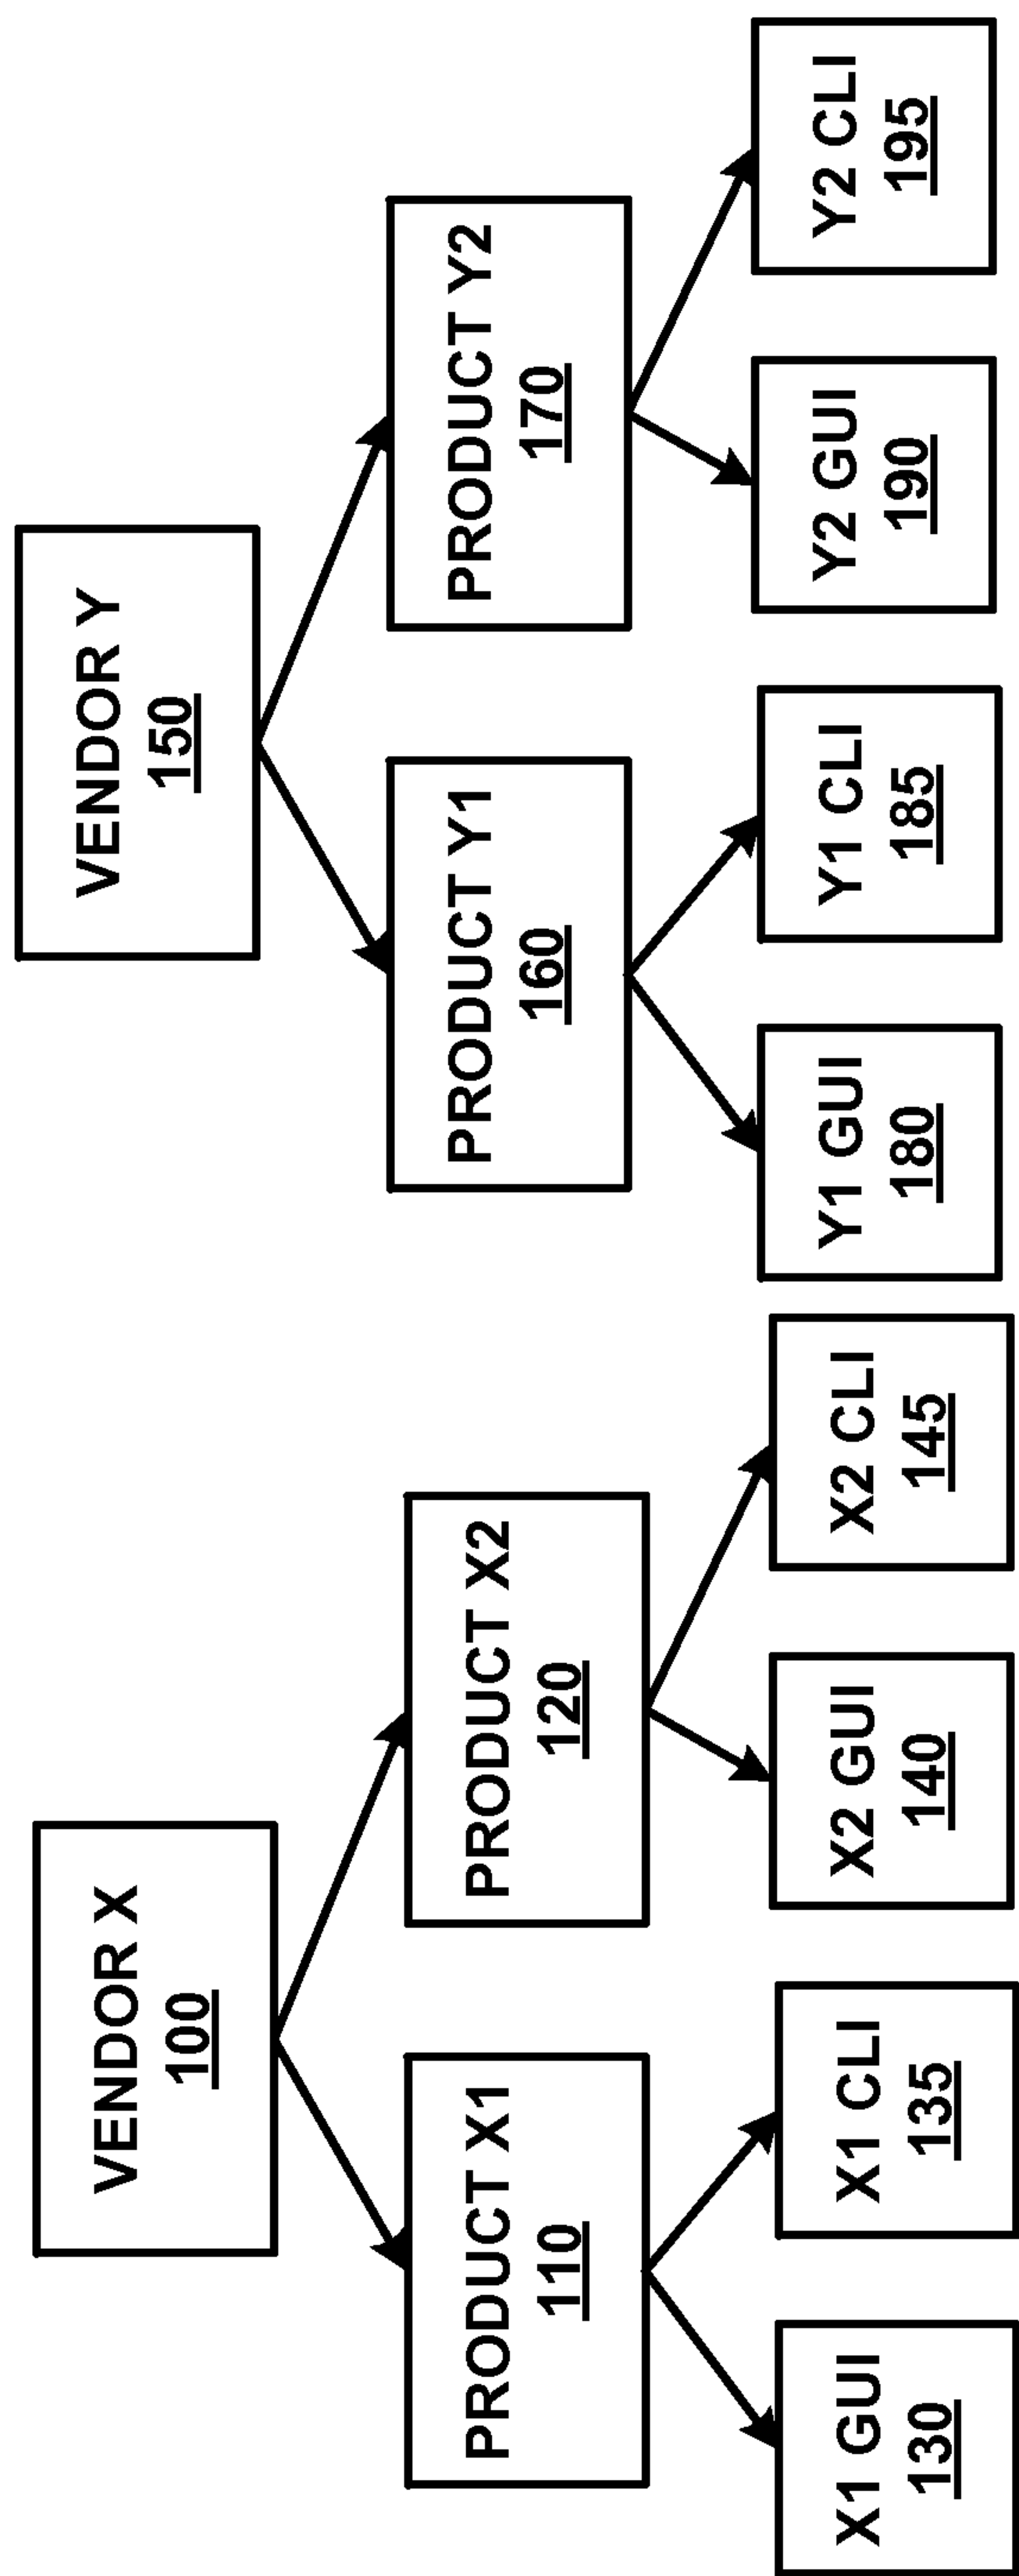 VENDOR X
100
VENDOR Y
150
PRODUCT X1
110
PRODUCT X2
120
PRODUCT Y1
160
PRODUCT Y2
170
X1 GUI
130
X1 CLI
135
X2 GUI
140
X2 CLI
145
Y1 GUI
180
Y1 CLI
185
Y2 GUI
190
Y2 CLI
195